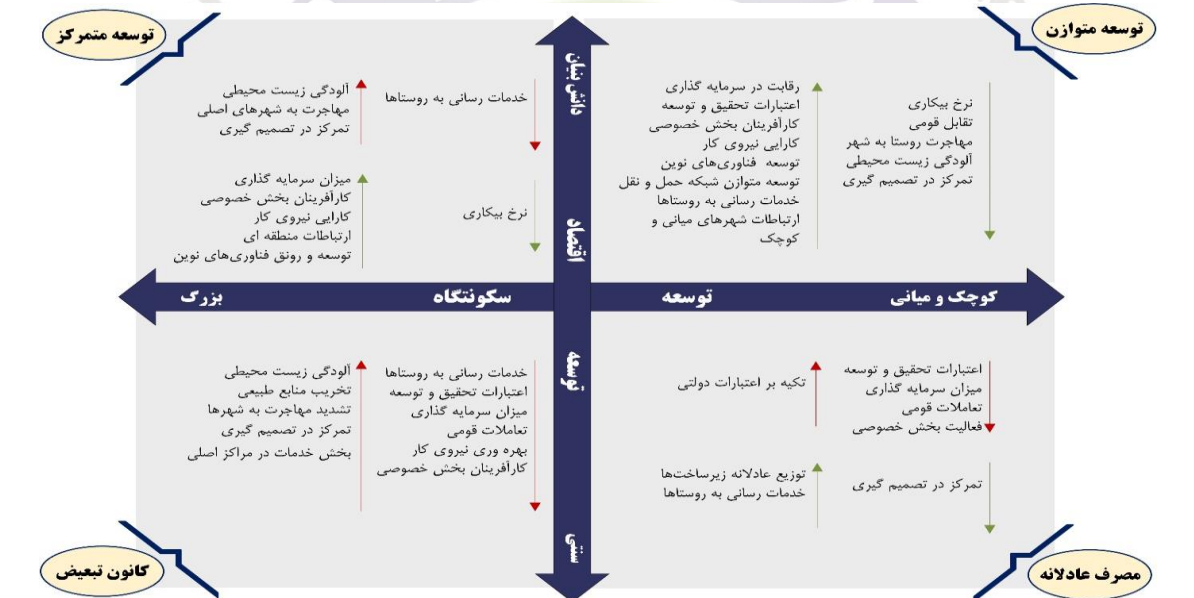 توسعه متوازن
توسعه متمرکز
رقابت در سرمایه گذاری
اعتبارات تحقیق و توسعه
کارآفرینان بخش خصوصی
کارایی نیروی کار
توسعه فناوری‌های نوین
توسعه متوازن شبکه حمل و نقل
خدمات رسانی به روستاها
ارتباطات شهرهای میانی و
کوچک
نرخ بیکاری
تقابل قومی
مهاجرت روستا به شهر
آلودگی زیست محیطی
تمرکز در تصمیم گیری
خدمات رسانی به روستاها
آلودگی زیست محیطی
مهاجرت به شهرهای اصلی
تمرکز در تصمیم گیری
نرخ بیکاری
میزان سرمایه گذاری
کارآفرینان بخش خصوصی
کارایی نیروی کار
ارتباطات منطقه ای
توسعه و رونق فناوری‌های نوین
دانش بنیان
اقتصاد
توسعه
سنتی
کوچک و میانی
توسعه
سکونتگاه
بزرگ
اعتبارات تحقیق و توسعه
میزان سرمایه گذاری
تعاملات قومی
فعالیت بخش خصوصی
تکیه بر اعتبارات دولتی
تمرکز در تصمیم گیری
توزیع عادلانه زیرساخت‌ها
خدمات رسانی به روستاها
خدمات رسانی به روستاها
اعتبارات تحقیق و توسعه
میزان سرمایه گذاری
تعاملات قومی
بهره وری نیروی کار
کارآفرینان بخش خصوصی
آلودگی زیست محیطی
تخریب منابع طبیعی
تشدید مهاجرت به شهرها
تمرکز در تصمیم گیری
بخش خدمات در مراکز اصلی
مصرف عادلانه
کانون تبعیض